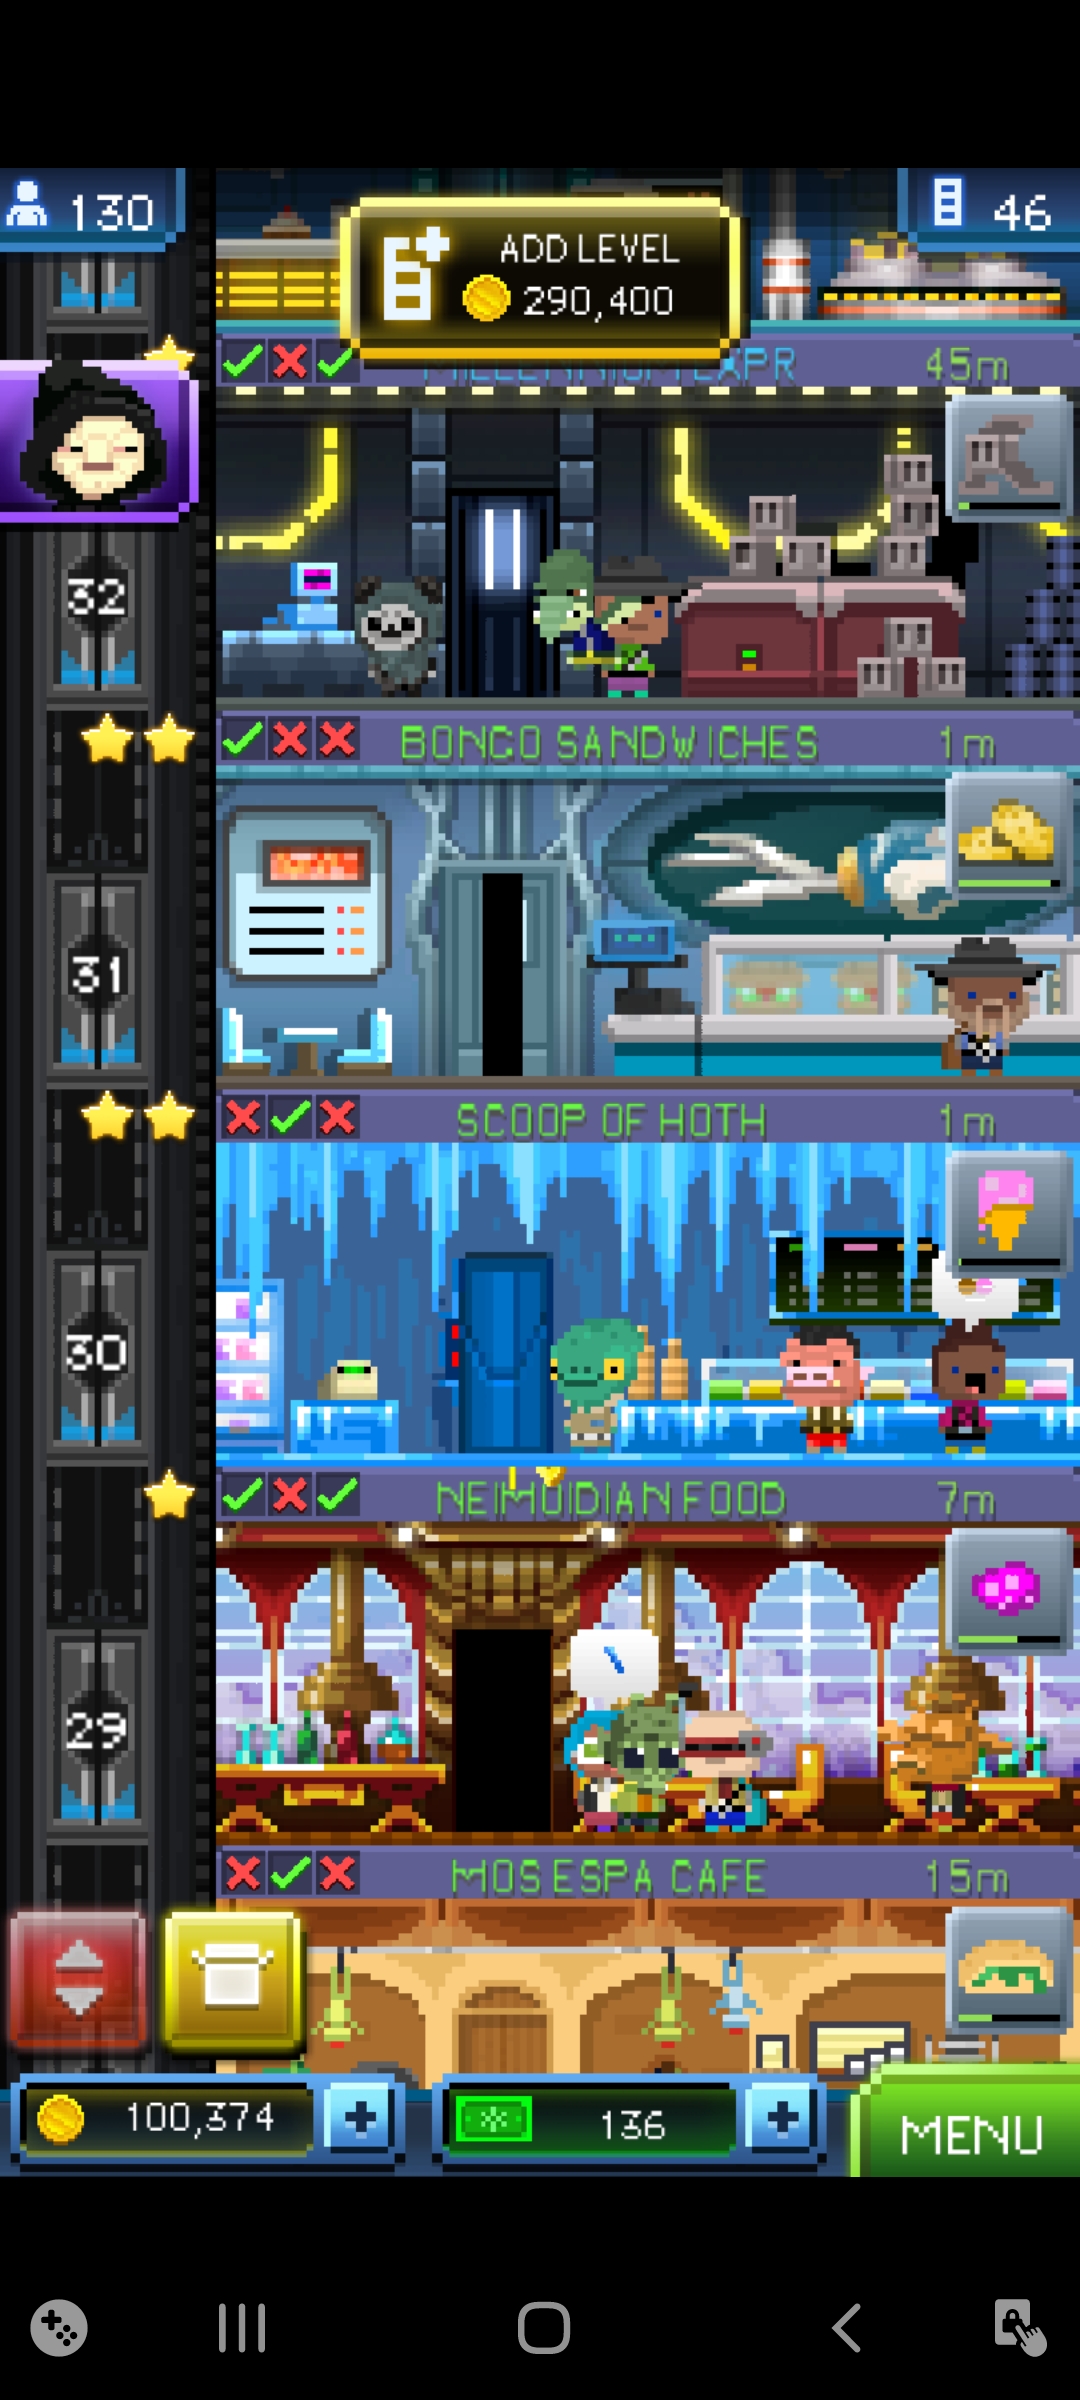 130
46
ADD LEVEL
290,400
MILLENNIUM EXPR
45m
32
BONGO SANDWICHES
1m
31
SCOOP OF HOTH
1m
30
NEIMOIDIAN FOOD
7m
29
MOS ESPA CAFE
15m
100,374
136
MENU